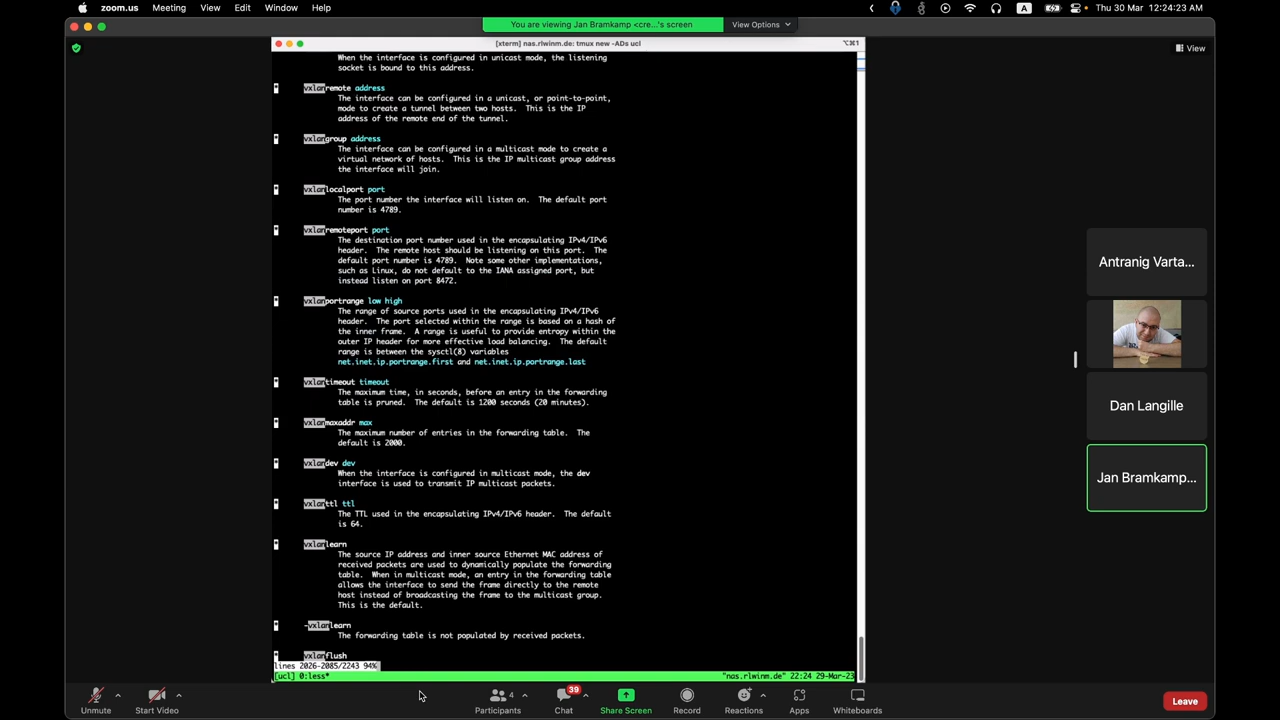 zoom.us Meeting View Edit Window Help
A Thu 30 Mar 12:24:23 AM
You are viewing Jan Bramkamp <cre...'s screen
View Options
[xterm] nas.rlwinm.de: tmux new -ADs ucl
⌥⌘1
View
When the interface is configured in unicast mode, the listening
socket is bound to this address.
* vxlanremote address
The interface can be configured in a unicast, or point-to-point,
mode to create a tunnel between two hosts. This is the IP
address of the remote end of the tunnel.
* vxlangroup address
The interface can be configured in a multicast mode to create a
virtual network of hosts. This is the IP multicast group address
the interface will join.
* vxlanlocalport port
The port number the interface will listen on. The default port
number is 4789.
* vxlanremoteport port
The destination port number used in the encapsulating IPv4/IPv6
header. The remote host should be listening on this port. The
default port number is 4789. Note some other implementations,
such as Linux, do not default to the IANA assigned port, but
instead listen on port 8472.
* vxlanportrange low high
The range of source ports used in the encapsulating IPv4/IPv6
header. The port selected within the range is based on a hash of
the inner frame. A range is useful to provide entropy within the
outer IP header for more effective load balancing. The default
range is between the sysctl(8) variables
net.inet.ip.portrange.first and net.inet.ip.portrange.last
* vxlantimeout timeout
The maximum time, in seconds, before an entry in the forwarding
table is pruned. The default is 1200 seconds (20 minutes).
* vxlanmaxaddr max
The maximum number of entries in the forwarding table. The
default is 2000.
* vxlandev dev
When the interface is configured in multicast mode, the dev
interface is used to transmit IP multicast packets.
* vxlanttl ttl
The TTL used in the encapsulating IPv4/IPv6 header. The default
is 64.
* vxlanlearn
The source IP address and inner source Ethernet MAC address of
received packets are used to dynamically populate the forwarding
table. When in multicast mode, an entry in the forwarding table
allows the interface to send the frame directly to the remote
host instead of broadcasting the frame to the multicast group.
This is the default.
* -vxlanlearn
The forwarding table is not populated by received packets.
* vxlanflush
lines 2026-2085/2243 94%
[ucl] 0:less* "nas.rlwinm.de" 22:24 29-Mar-23
Antranig Varta...
Dan Langille
Jan Bramkamp...
Unmute
Start Video
Participants 4
Chat 39
Share Screen
Record
Reactions
Apps
Whiteboards
Leave